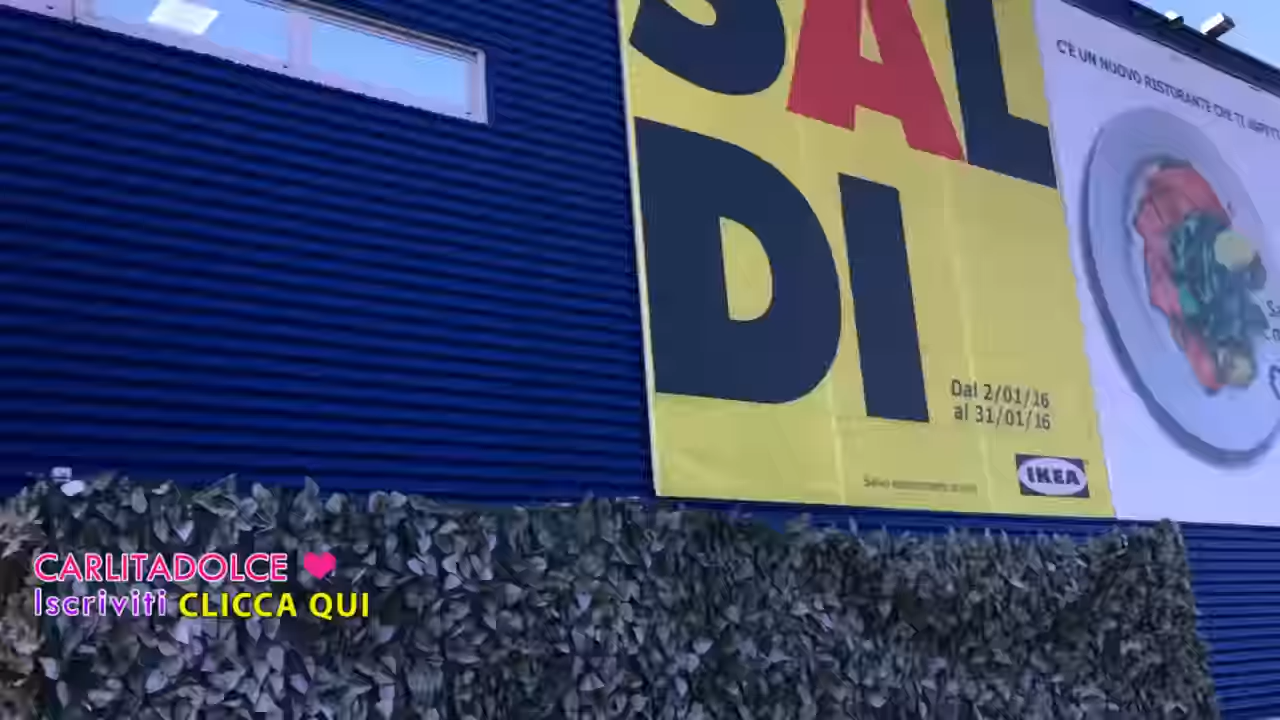 SAL
DI
Dal 2/01/16
al 31/01/16
IKEA
C'È UN NUOVO RISTORANTE CHE TI
CARLITADOLCE
Iscriviti CLICCA QUI